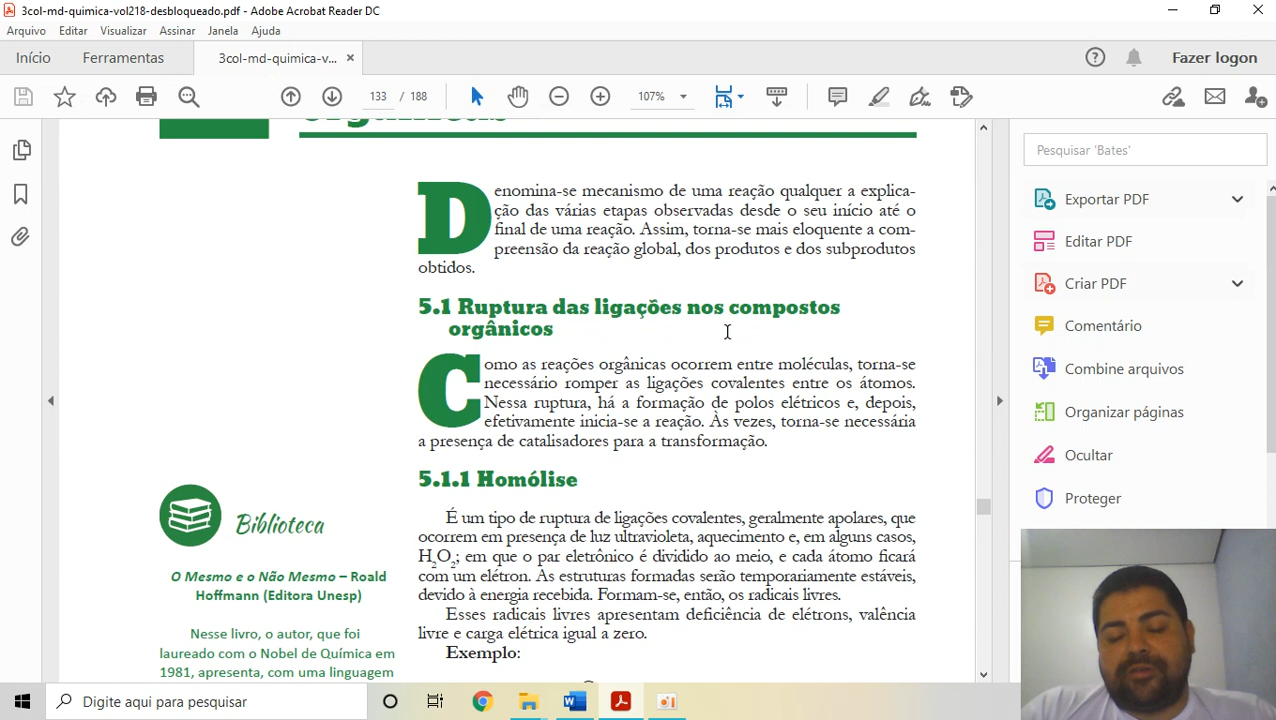 3col-md-quimica-vol218-desbloqueado.pdf - Adobe Acrobat Reader DC
Arquivo Editar Visualizar Assinar Janela Ajuda
Início Ferramentas 3col-md-quimica-v... × Fazer logon
133 / 188 107%
Pesquisar 'Bates'
Exportar PDF
Editar PDF
Criar PDF
Comentário
Combine arquivos
Organizar páginas
Ocultar
Proteger
Denomina-se mecanismo de uma reação qualquer a explica-
ção das várias etapas observadas desde o seu início até o
final de uma reação. Assim, torna-se mais eloquente a com-
preensão da reação global, dos produtos e dos subprodutos
obtidos.
5.1 Ruptura das ligações nos compostos
orgânicos
Como as reações orgânicas ocorrem entre moléculas, torna-se
necessário romper as ligações covalentes entre os átomos.
Nessa ruptura, há a formação de polos elétricos e, depois,
efetivamente inicia-se a reação. Às vezes, torna-se necessária
a presença de catalisadores para a transformação.
5.1.1 Homólise
É um tipo de ruptura de ligações covalentes, geralmente apolares, que
ocorrem em presença de luz ultravioleta, aquecimento e, em alguns casos,
H₂O₂; em que o par eletrônico é dividido ao meio, e cada átomo ficará
com um elétron. As estruturas formadas serão temporariamente estáveis,
devido à energia recebida. Formam-se, então, os radicais livres.
Esses radicais livres apresentam deficiência de elétrons, valência
livre e carga elétrica igual a zero.
Exemplo:
Biblioteca
O Mesmo e o Não Mesmo – Roald
Hoffmann (Editora Unesp)
Nesse livro, o autor, que foi
laureado com o Nobel de Química em
1981, apresenta, com uma linguagem
Digite aqui para pesquisar